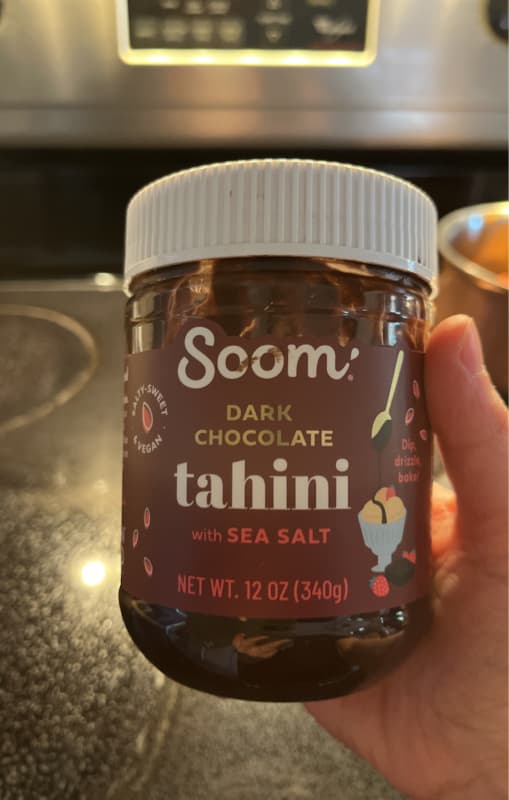 Soom
DARK
CHOCOLATE
tahini
with SEA SALT
NET WT. 12 OZ (340g)
SALTY-SWEET
& VEGAN
Dip,
drizzle,
bake!